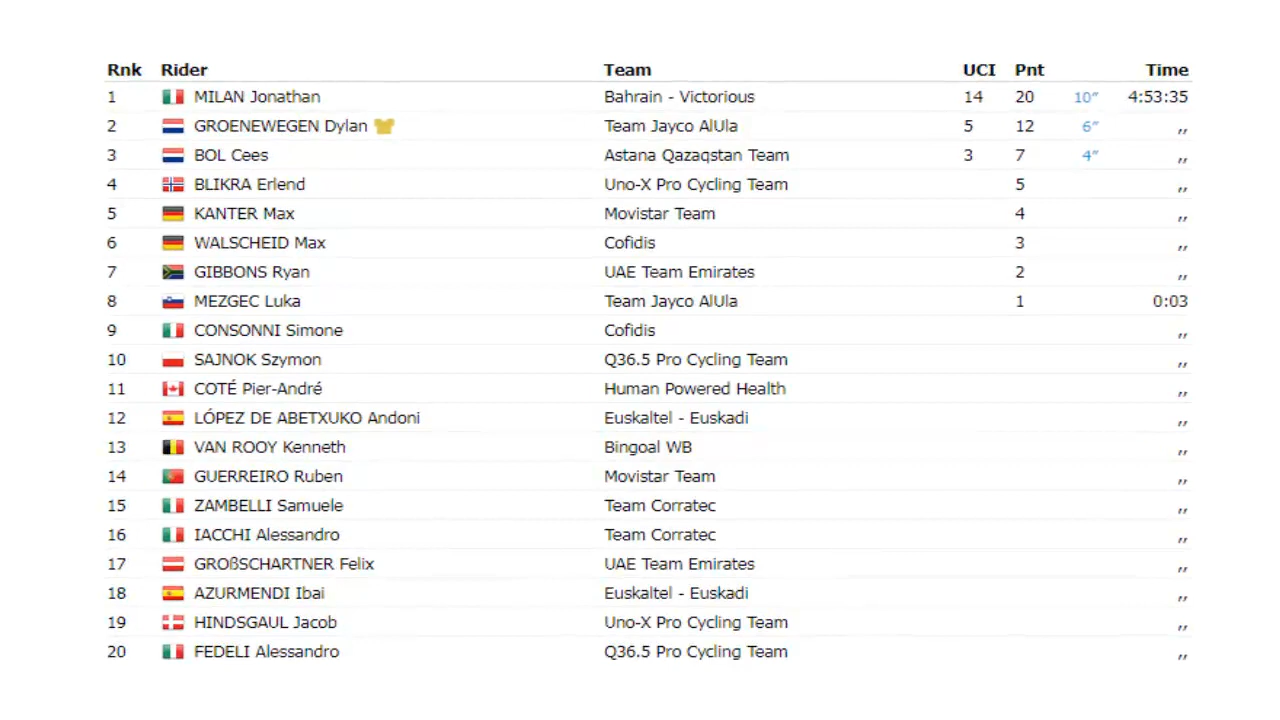 Rnk Rider Team UCI Pnt Time
1 MILAN Jonathan Bahrain - Victorious 14 20 10″ 4:53:35
2 GROENEWEGEN Dylan Team Jayco AlUla 5 12 6″ ,,
3 BOL Cees Astana Qazaqstan Team 3 7 4″ ,,
4 BLIKRA Erlend Uno-X Pro Cycling Team 5 ,,
5 KANTER Max Movistar Team 4 ,,
6 WALSCHEID Max Cofidis 3 ,,
7 GIBBONS Ryan UAE Team Emirates 2 ,,
8 MEZGEC Luka Team Jayco AlUla 1 0:03
9 CONSONNI Simone Cofidis ,,
10 SAJNOK Szymon Q36.5 Pro Cycling Team ,,
11 COTÉ Pier-André Human Powered Health ,,
12 LÓPEZ DE ABETXUKO Andoni Euskaltel - Euskadi ,,
13 VAN ROOY Kenneth Bingoal WB ,,
14 GUERREIRO Ruben Movistar Team ,,
15 ZAMBELLI Samuele Team Corratec ,,
16 IACCHI Alessandro Team Corratec ,,
17 GROßSCHARTNER Felix UAE Team Emirates ,,
18 AZURMENDI Ibai Euskaltel - Euskadi ,,
19 HINDSGAUL Jacob Uno-X Pro Cycling Team ,,
20 FEDELI Alessandro Q36.5 Pro Cycling Team ,,